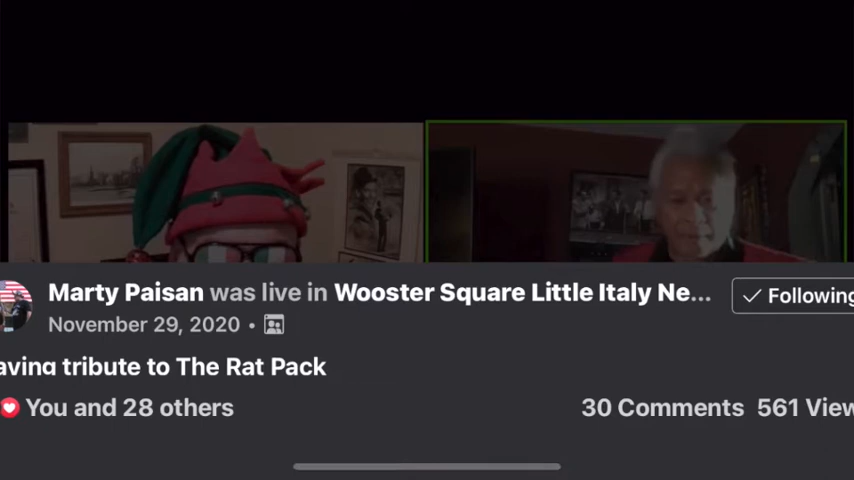 Marty Paisan was live in Wooster Square Little Italy Ne...
Following
November 29, 2020 •
aving tribute to The Rat Pack
You and 28 others
30 Comments 561 View